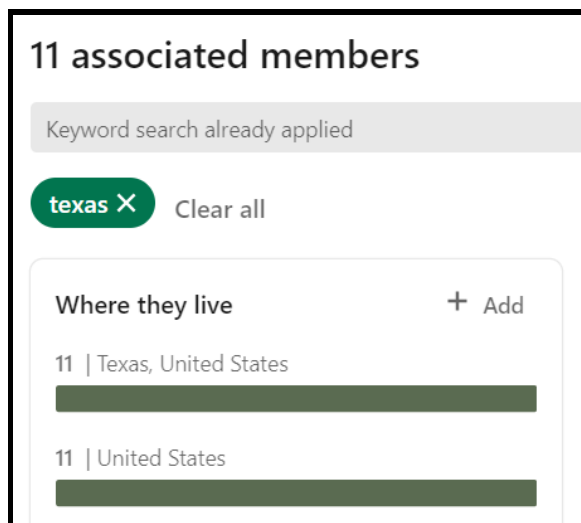 11 associated members
Keyword search already applied
texas ✕ Clear all
Where they live + Add
11 | Texas, United States
11 | United States